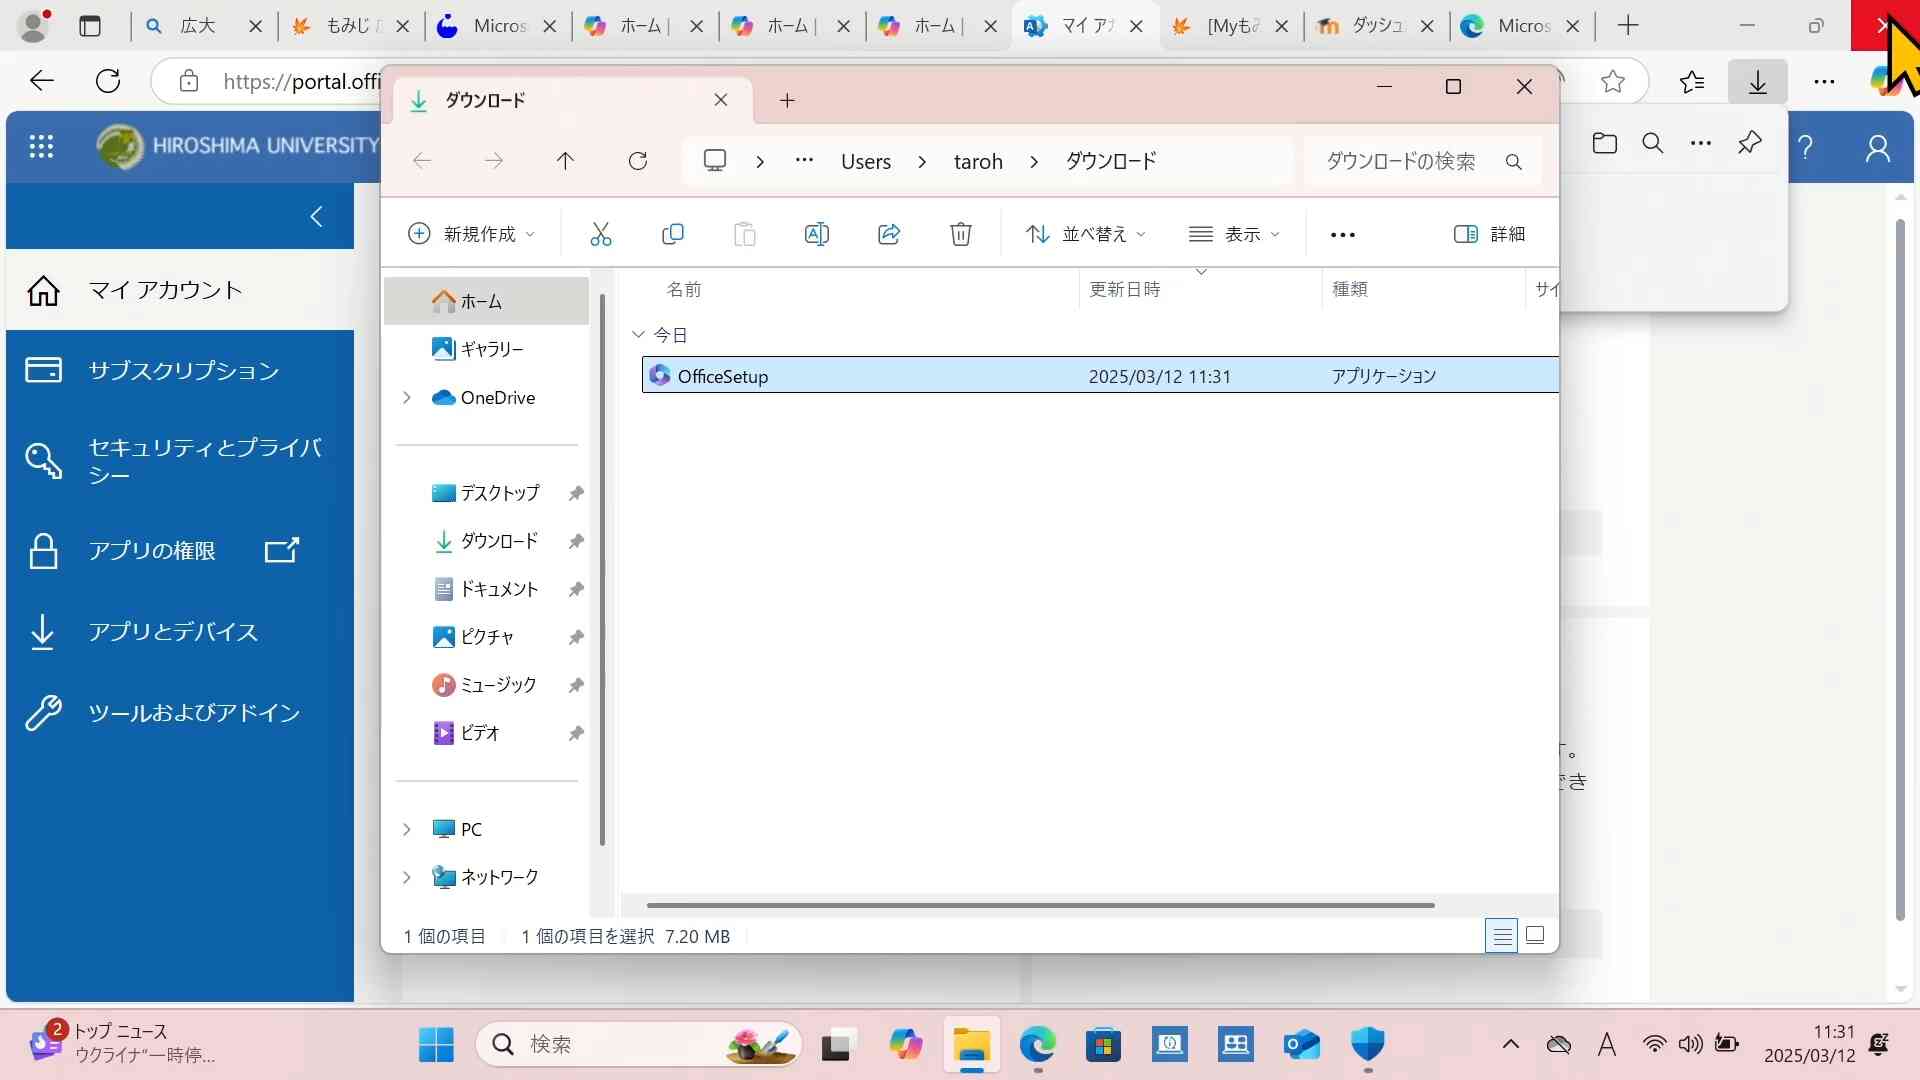 広大
もみじ
Micros
ホーム |
ホーム |
ホーム |
マイ アカ
[Myもみ
ダッシュ
Micros
https://portal.offi
HIROSHIMA UNIVERSITY
マイ アカウント
サブスクリプション
セキュリティとプライバ
シー
アプリの権限
アプリとデバイス
ツールおよびアドイン
ダウンロード
Users
taroh
ダウンロード
ダウンロードの検索
新規作成
並べ替え
表示
詳細
ホーム
ギャラリー
OneDrive
デスクトップ
ダウンロード
ドキュメント
ピクチャ
ミュージック
ビデオ
PC
ネットワーク
名前
更新日時
種類
サイ
今日
OfficeSetup
2025/03/12 11:31
アプリケーション
1 個の項目
1 個の項目を選択 7.20 MB
す。
でき
2
トップ ニュース
ウクライナ"一時停...
検索
A
11:31
2025/03/12